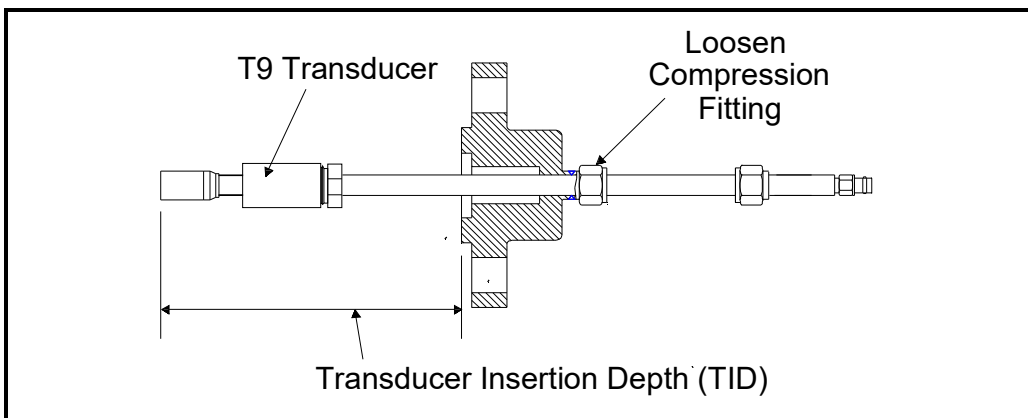 T9 Transducer
Loosen
Compression
Fitting
Transducer Insertion Depth (TID)